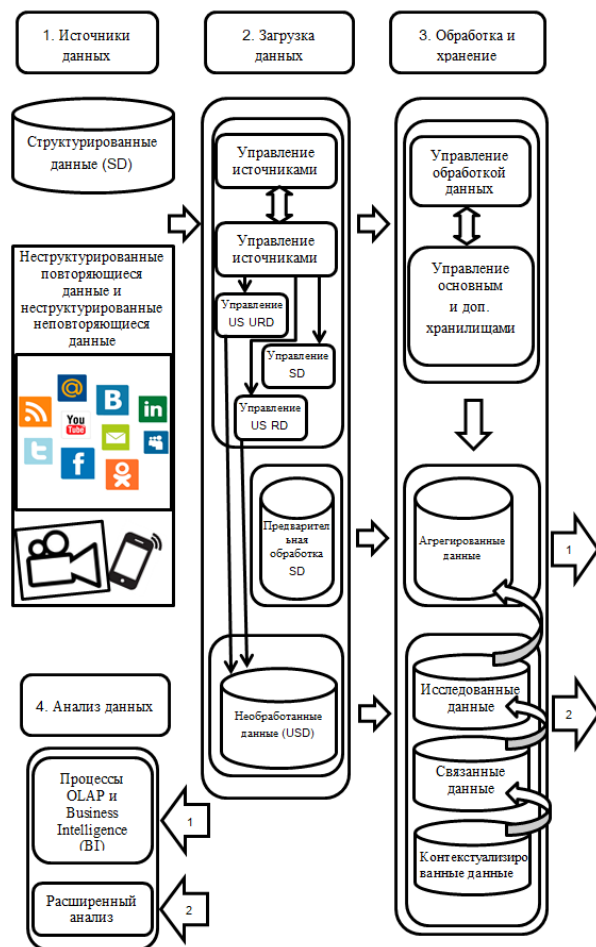 1. Источники
данных
2. Загрузка
данных
3. Обработка и
хранение
Структурированные
данные (SD)
Неструктурированные
повторяющиеся
данные и
неструктурированные
неповторяющиеся
данные
@
B
in
You
Tube
t
f
Управление
источниками
Управление
источниками
Управление
US URD
Управление
SD
Управление
US RD
Предварител
ьная
обработка
SD
Необработанные
данные (USD)
Управление
обработкой
данных
Управление
основным
и доп.
хранилищами
Агрегированные
данные
1
Исследованные
данные
2
Связанные
данные
Контекстуализиро
ванные данные
4. Анализ данных
Процессы
OLAP и
Business
Intelligence
(BI)
1
Расширенный
анализ
2